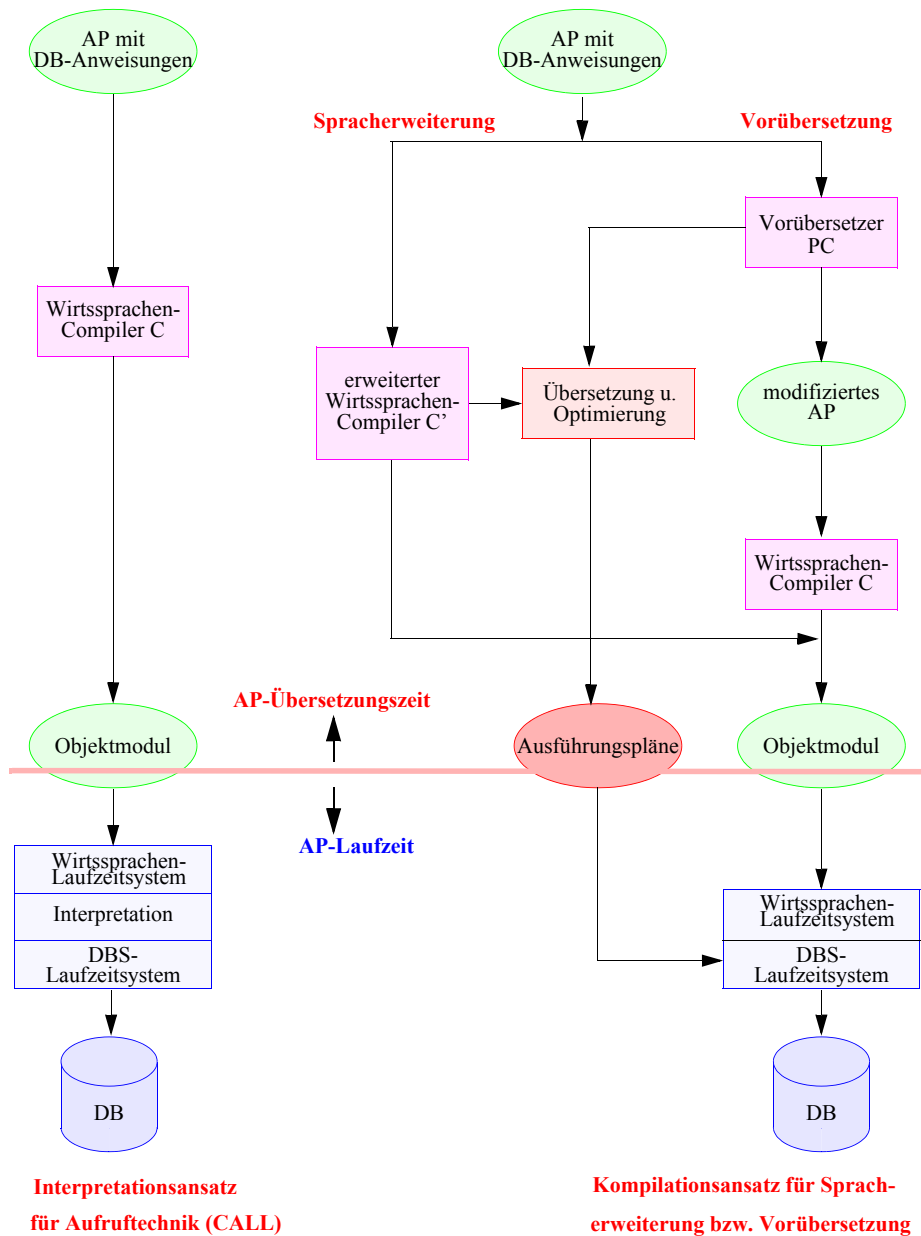 AP mit
DB-Anweisungen
AP mit
DB-Anweisungen
Spracherweiterung
Vorübersetzung
Vorübersetzer
PC
Wirtssprachen-
Compiler C
erweiterter
Wirtssprachen-
Compiler C’
Übersetzung u.
Optimierung
modifiziertes
AP
Wirtssprachen-
Compiler C
AP-Übersetzungszeit
Objektmodul
Ausführungspläne
Objektmodul
AP-Laufzeit
Wirtssprachen-
Laufzeitsystem
Interpretation
DBS-
Laufzeitsystem
Wirtssprachen-
Laufzeitsystem
DBS-
Laufzeitsystem
DB
DB
Interpretationsansatz
für Aufruftechnik (CALL)
Kompilationsansatz für Sprach-
erweiterung bzw. Vorübersetzung